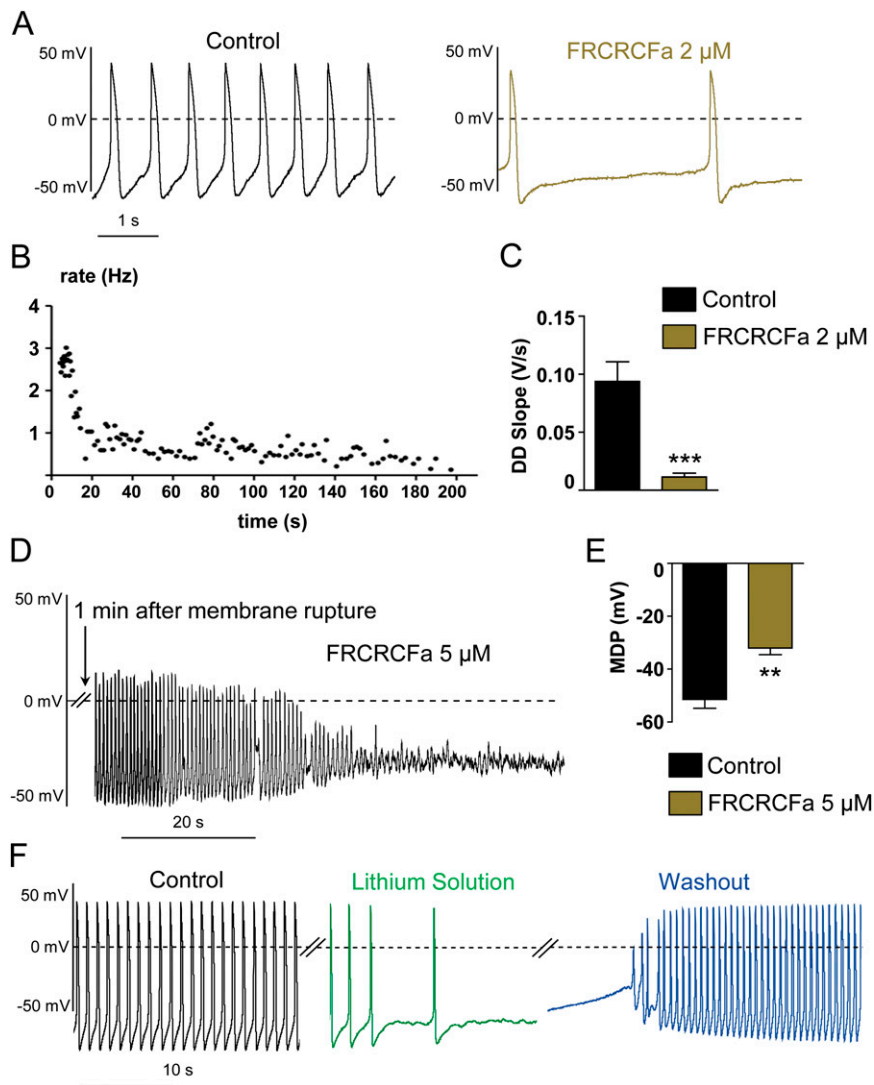 A
Control
FRCRCFa 2 µM
50 mV
0 mV
-50 mV
1 s
50 mV
0 mV
-50 mV
B
rate (Hz)
4
3
2
1
0
20
40
60
80
100
120
140
160
180
200
time (s)
C
Control
FRCRCFa 2 µM
DD Slope (V/s)
0.15
0.10
0.05
0
***
D
50 mV
1 min after membrane rupture
FRCRCFa 5 µM
0 mV
-50 mV
20 s
E
MDP (mV)
0
-20
-40
-60
**
Control
FRCRCFa 5 µM
F
Control
Lithium Solution
Washout
50 mV
0 mV
-50 mV
10 s